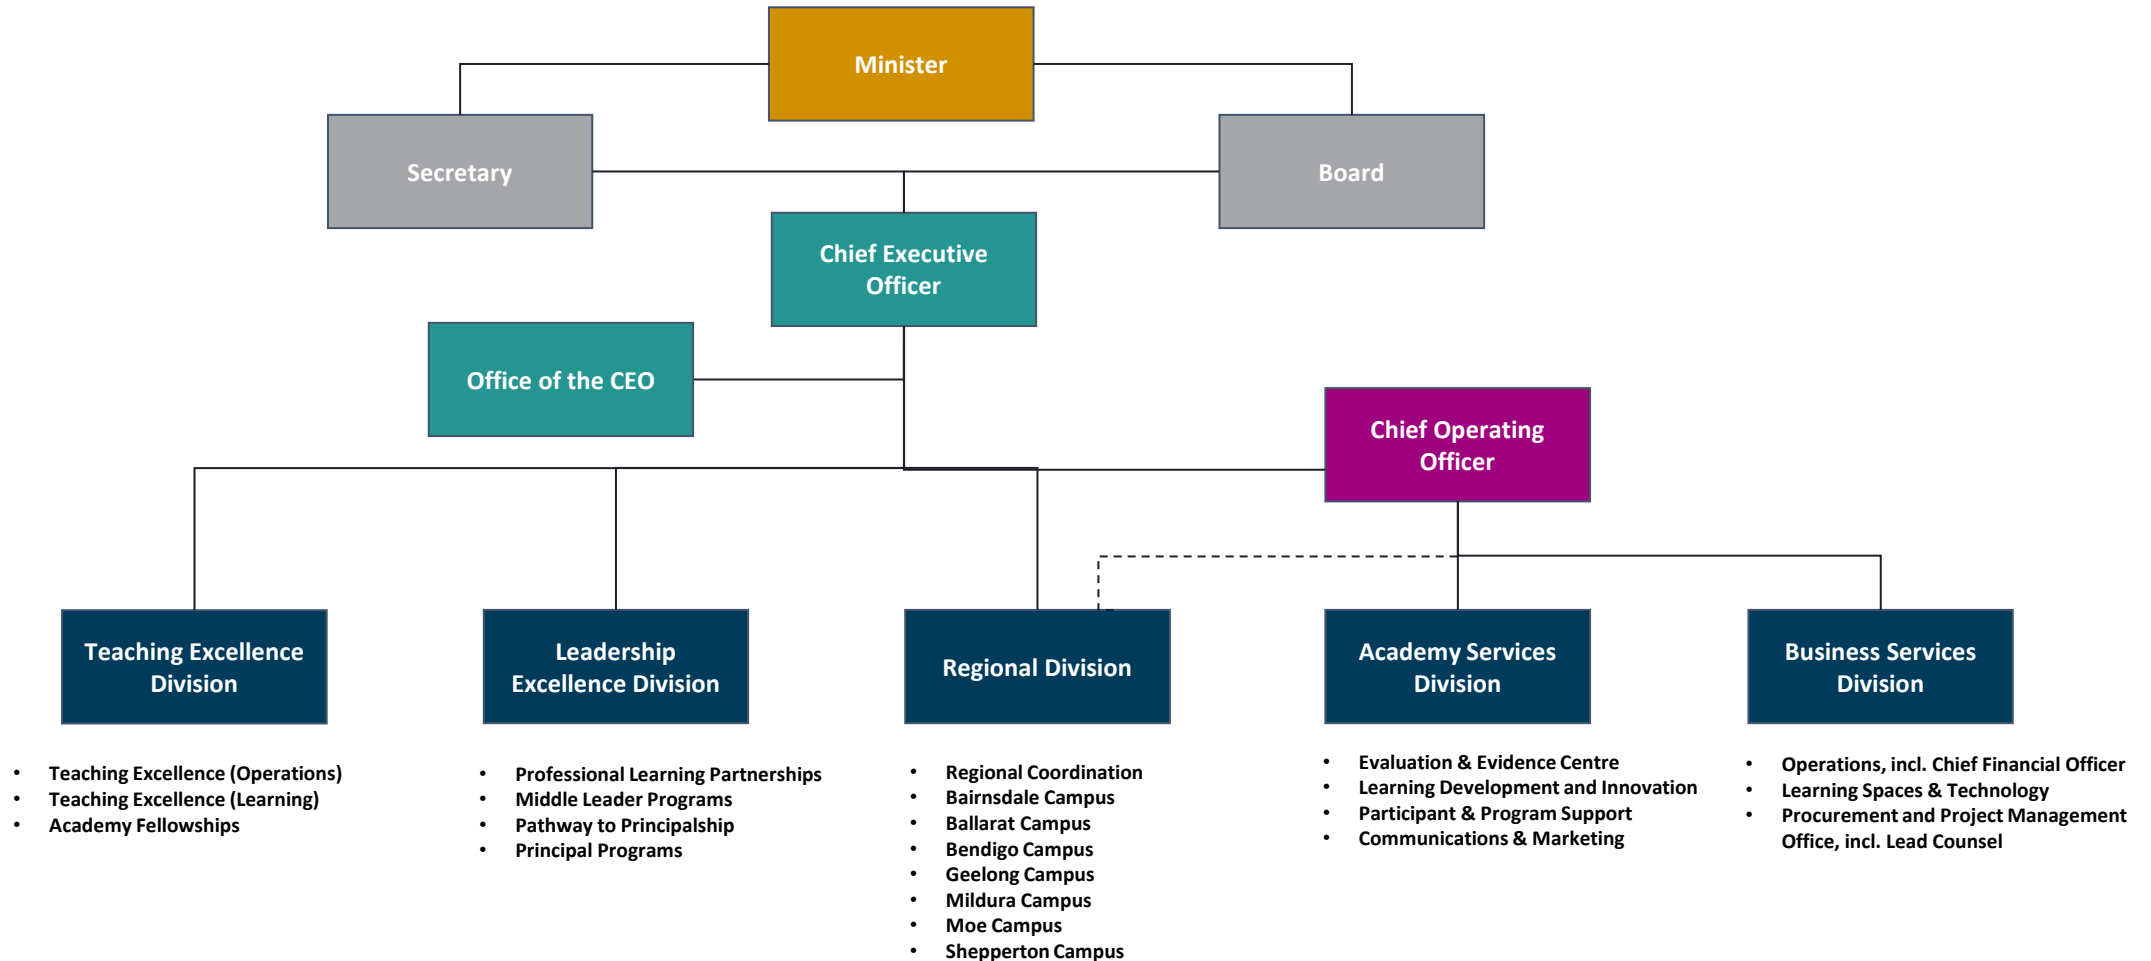 Minister
Secretary
Board
Chief Executive
Officer
Office of the CEO
Chief Operating
Officer
Teaching Excellence
Division
Leadership
Excellence Division
Regional Division
Academy Services
Division
Business Services
Division
• Teaching Excellence (Operations)
• Teaching Excellence (Learning)
• Academy Fellowships
• Professional Learning Partnerships
• Middle Leader Programs
• Pathway to Principalship
• Principal Programs
• Regional Coordination
• Bairnsdale Campus
• Ballarat Campus
• Bendigo Campus
• Geelong Campus
• Mildura Campus
• Moe Campus
• Shepperton Campus
• Evaluation & Evidence Centre
• Learning Development and Innovation
• Participant & Program Support
• Communications & Marketing
• Operations, incl. Chief Financial Officer
• Learning Spaces & Technology
• Procurement and Project Management
Office, incl. Lead Counsel